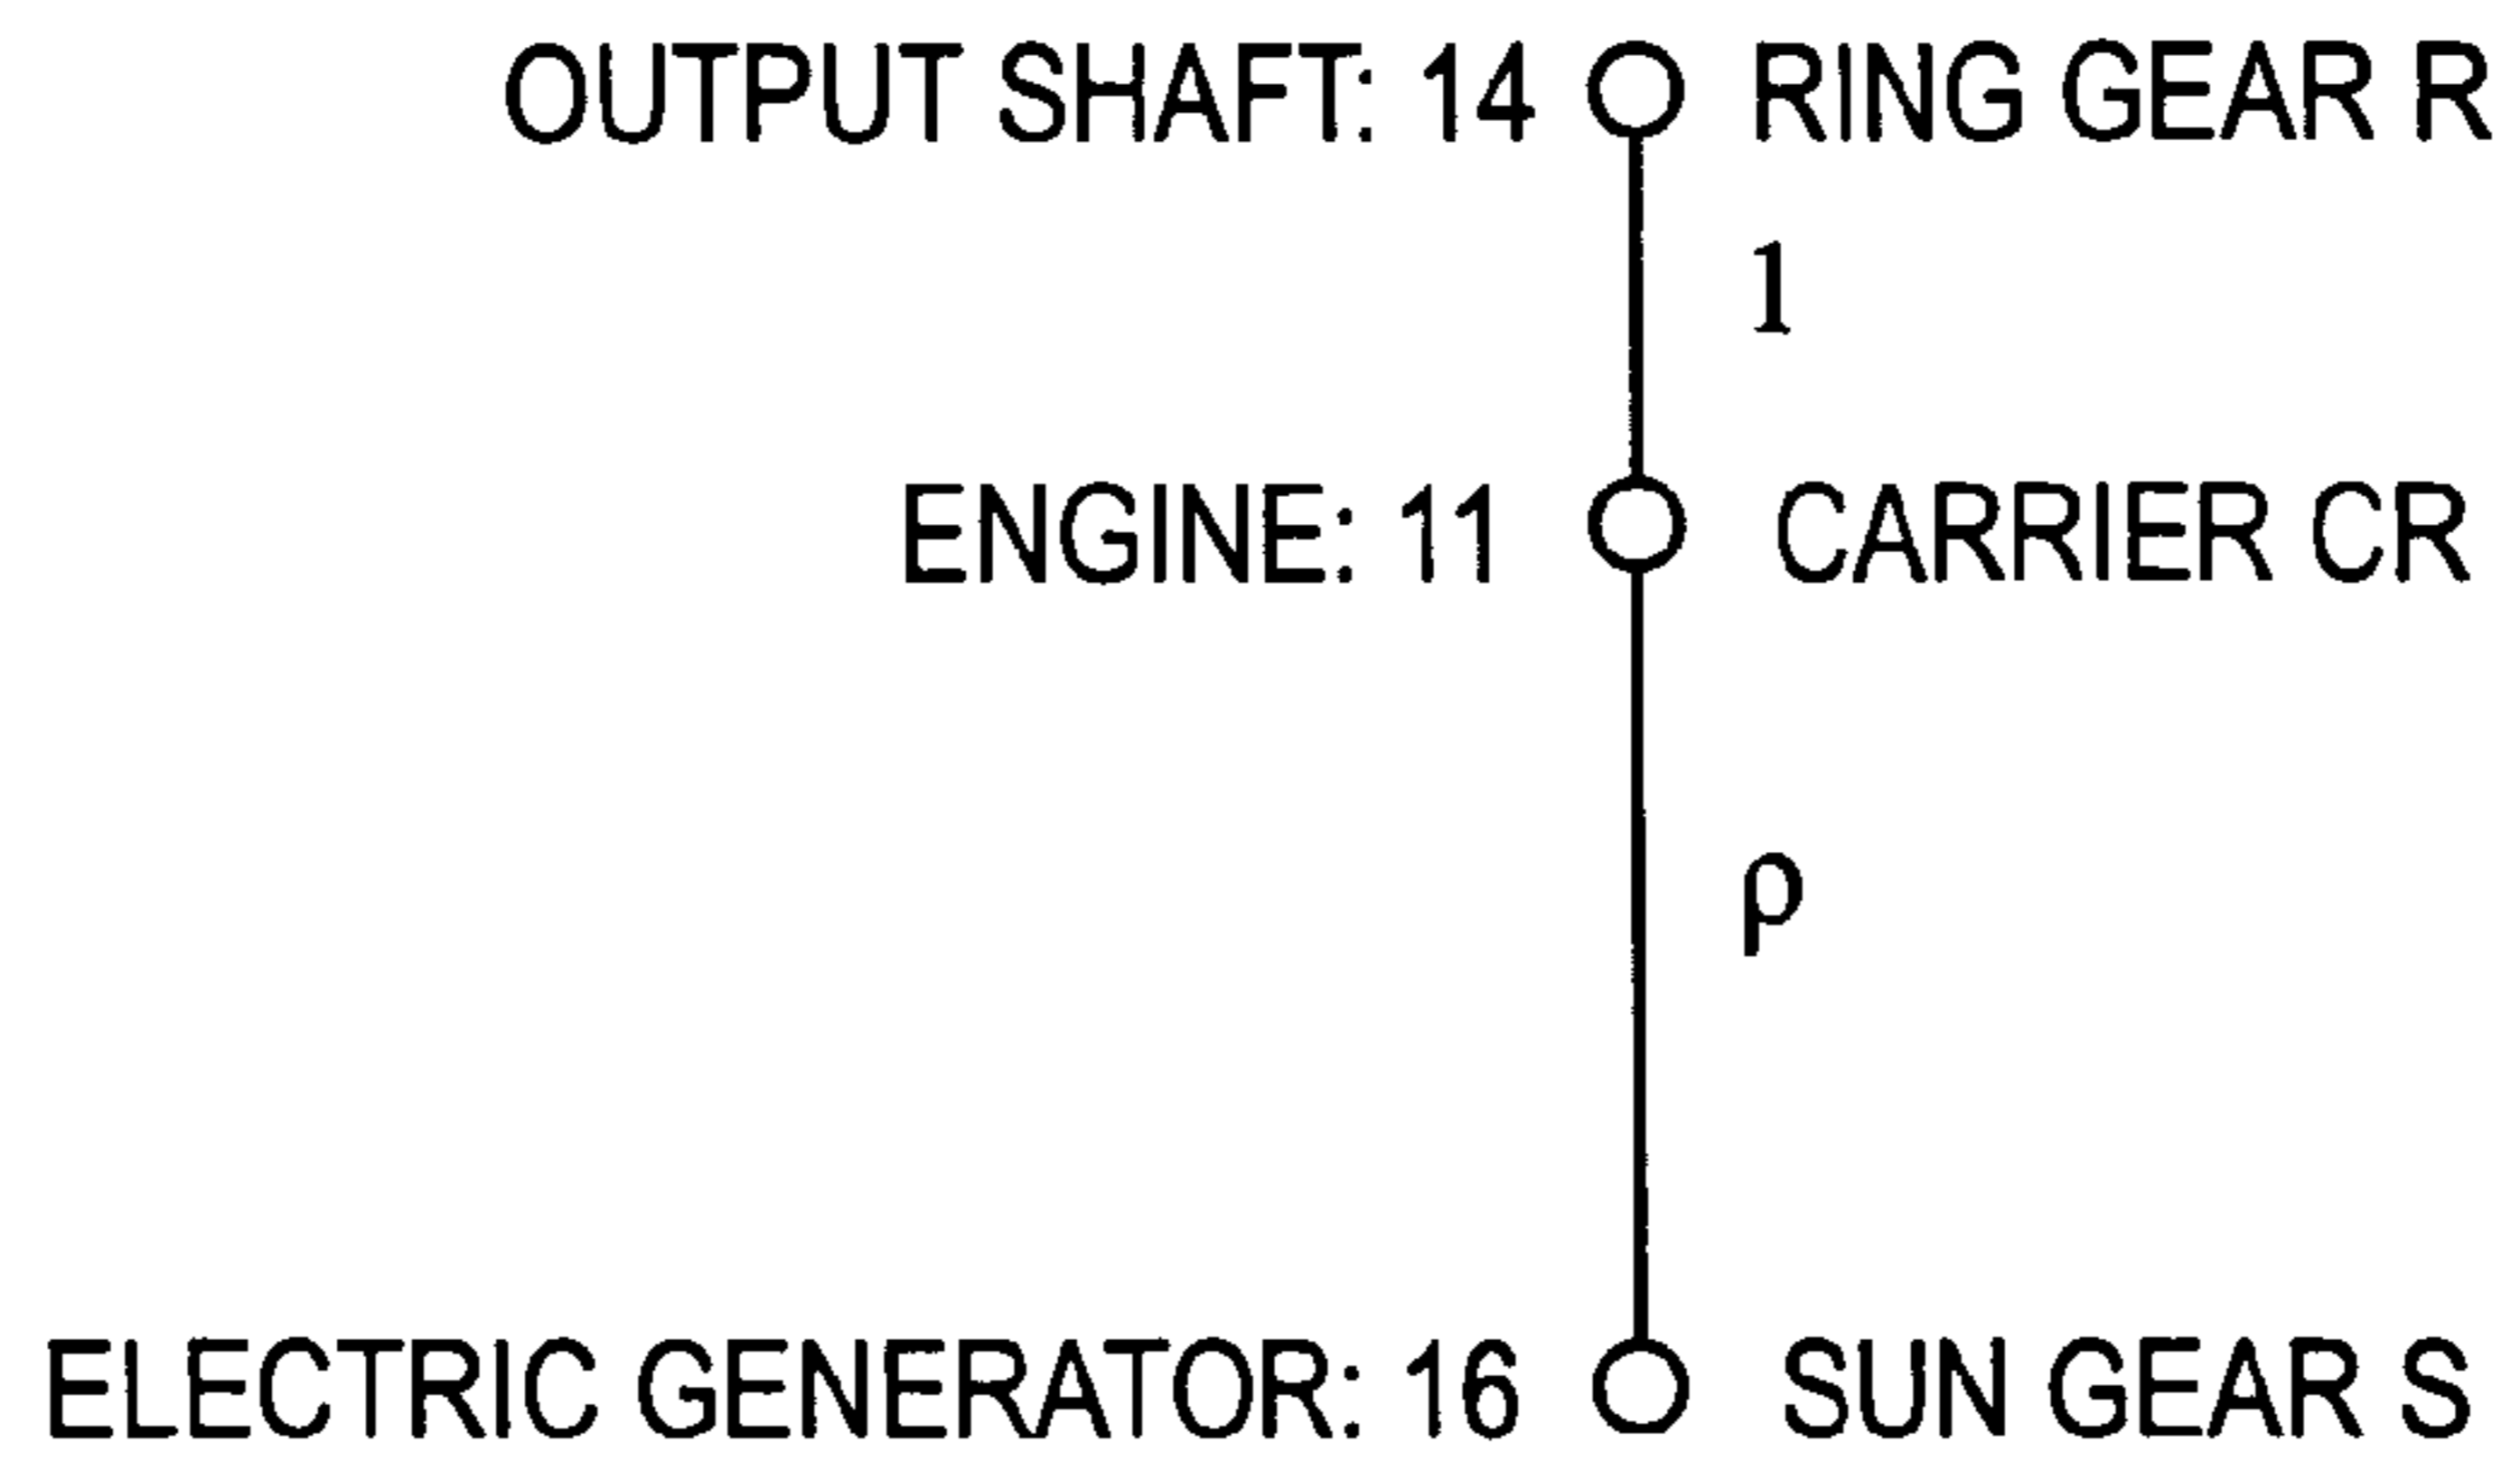 OUTPUT SHAFT: 14 RING GEAR R
1
ENGINE: 11 CARRIER CR
ρ
ELECTRIC GENERATOR: 16 SUN GEAR S